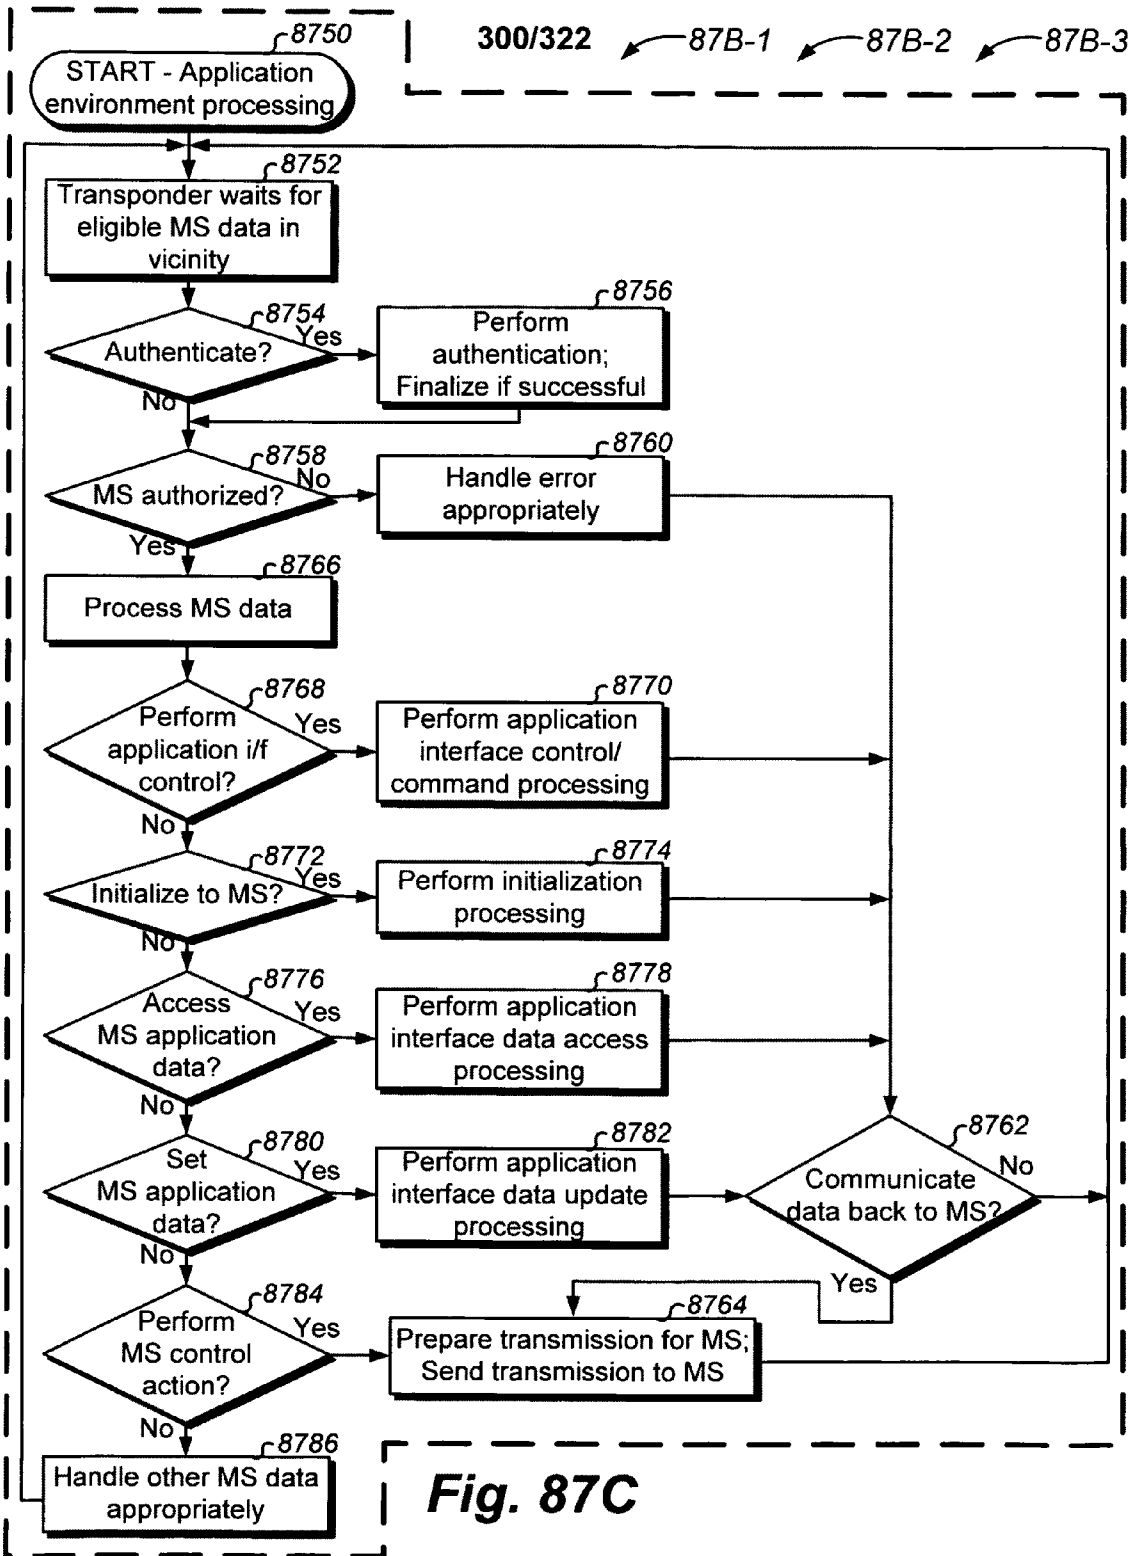 8750
300/322
87B-1
87B-2
87B-3
START - Application
environment processing
8752
Transponder waits for
eligible MS data in
vicinity
8754
Authenticate?
Yes
No
8756
Perform
authentication;
Finalize if successful
8758
MS authorized?
No
Yes
8760
Handle error
appropriately
8766
Process MS data
8768
Perform
application i/f
control?
Yes
No
8770
Perform application
interface control/
command processing
8772
Initialize to MS?
Yes
No
8774
Perform initialization
processing
8776
Access
MS application
data?
Yes
No
8778
Perform application
interface data access
processing
8780
Set
MS application
data?
Yes
No
8782
Perform application
interface data update
processing
8762
Communicate
data back to MS?
No
Yes
8784
Perform
MS control
action?
Yes
No
8764
Prepare transmission for MS;
Send transmission to MS
8786
Handle other MS data
appropriately
Fig. 87C